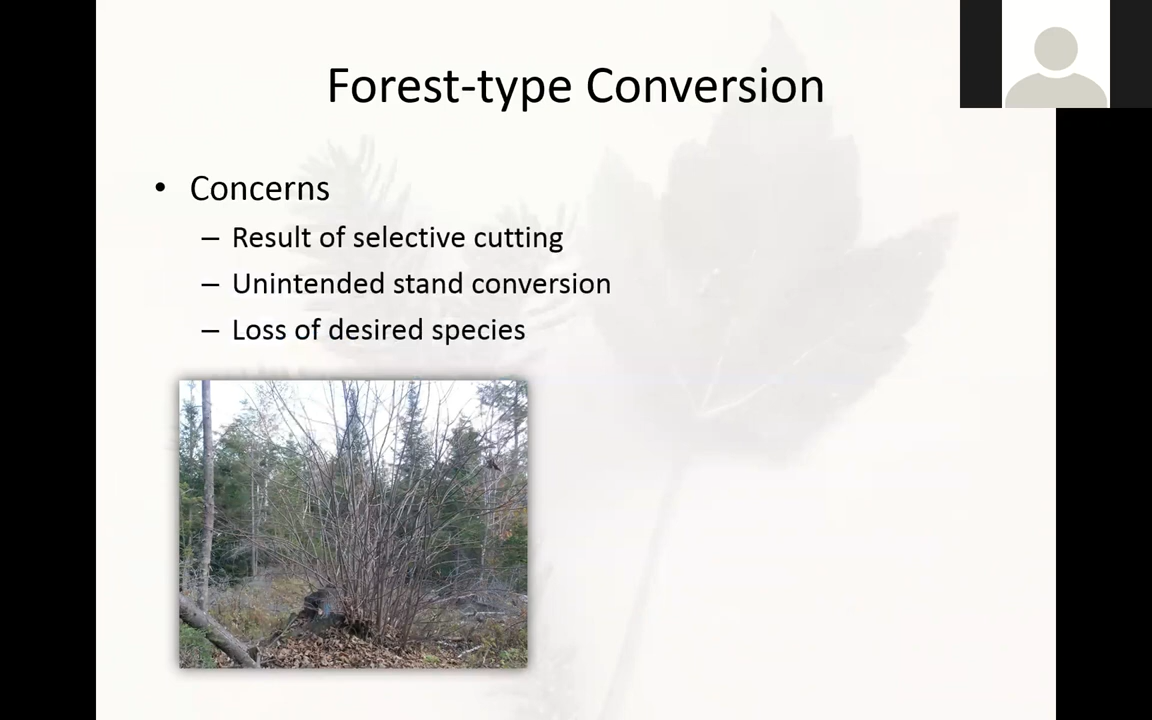 Forest-type Conversion
• Concerns
– Result of selective cutting
– Unintended stand conversion
– Loss of desired species